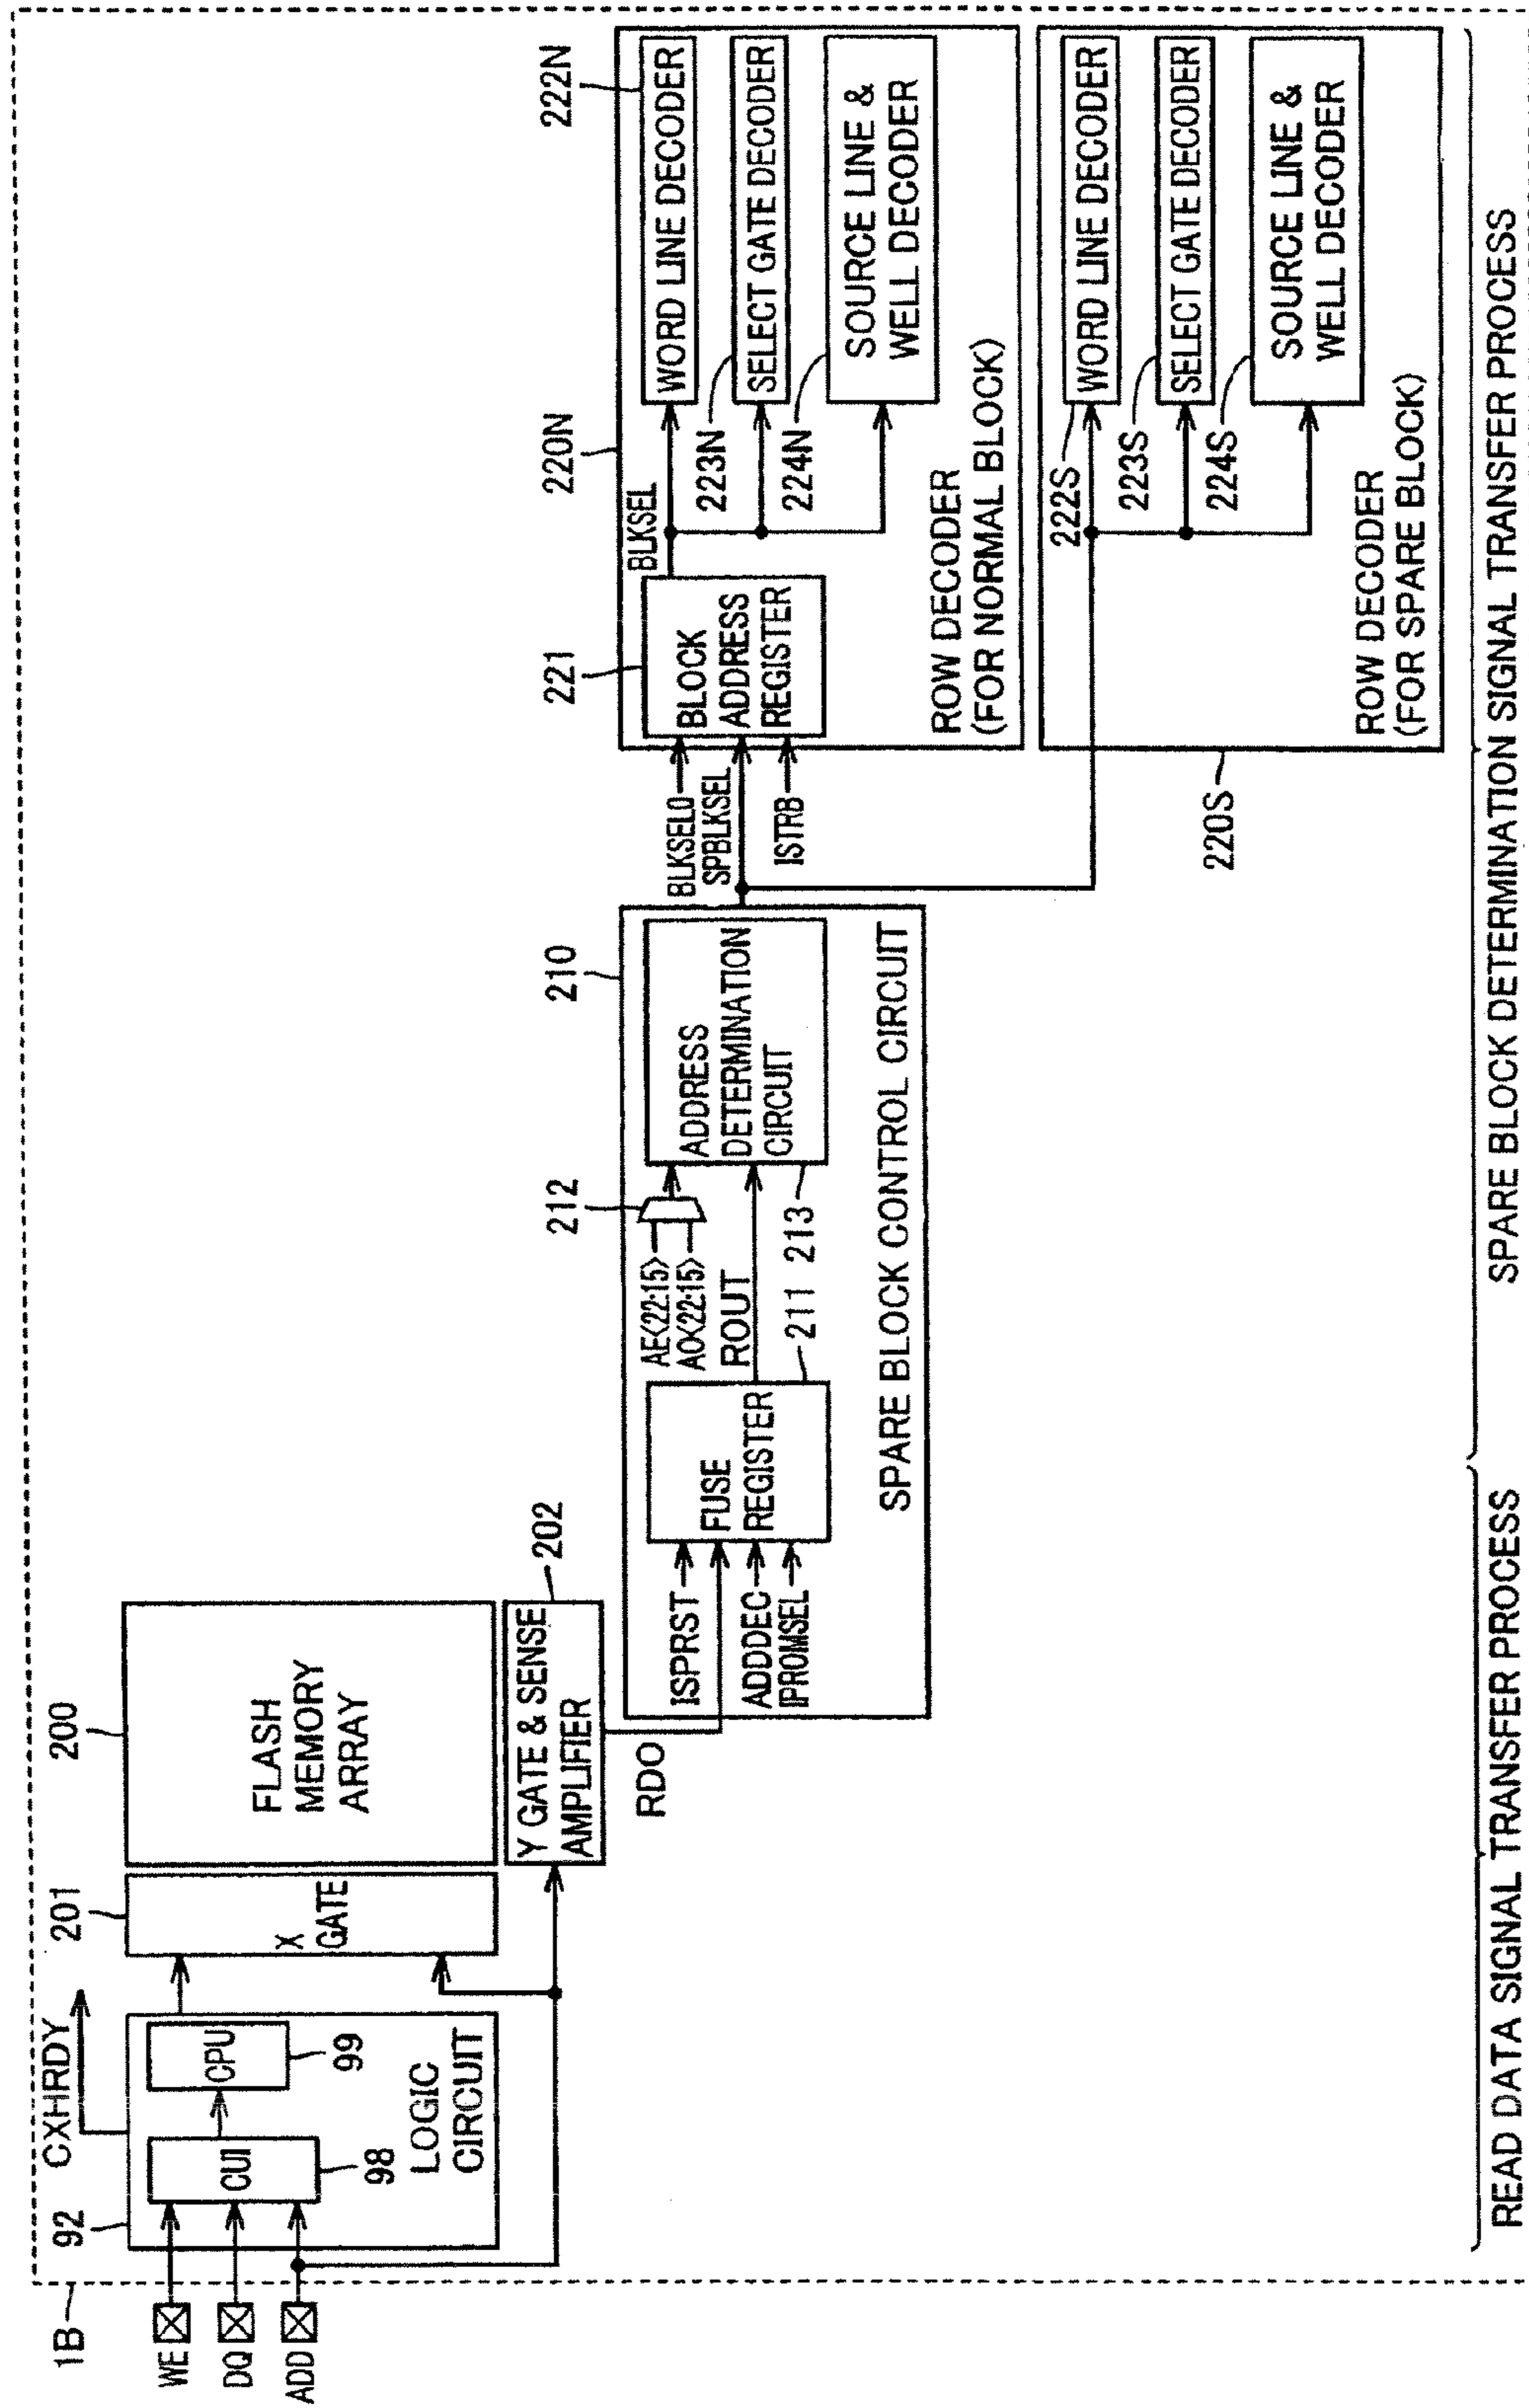 1B
WE
DQ
ADD
92
CXHRDY
CUI
98
CPU
99
LOGIC
CIRCUIT
201
X
GATE
200
FLASH
MEMORY
ARRAY
Y GATE & SENSE
AMPLIFIER
202
RDO
ISPRST
ADDDEC
IPROMSEL
FUSE
REGISTER
211
ROUT
AE<22:15>
AO<22:15>
212
213
ADDRESS
DETERMINATION
CIRCUIT
210
SPARE BLOCK CONTROL CIRCUIT
BLKSEL0
SPBLKSEL
ISTRB
221
BLOCK
ADDRESS
REGISTER
BLKSEL
220N
222N
WORD LINE DECODER
223N
SELECT GATE DECODER
224N
SOURCE LINE &
WELL DECODER
ROW DECODER
(FOR NORMAL BLOCK)
222S
WORD LINE DECODER
223S
SELECT GATE DECODER
224S
SOURCE LINE &
WELL DECODER
220S
ROW DECODER
(FOR SPARE BLOCK)
READ DATA SIGNAL TRANSFER PROCESS
SPARE BLOCK DETERMINATION SIGNAL TRANSFER PROCESS